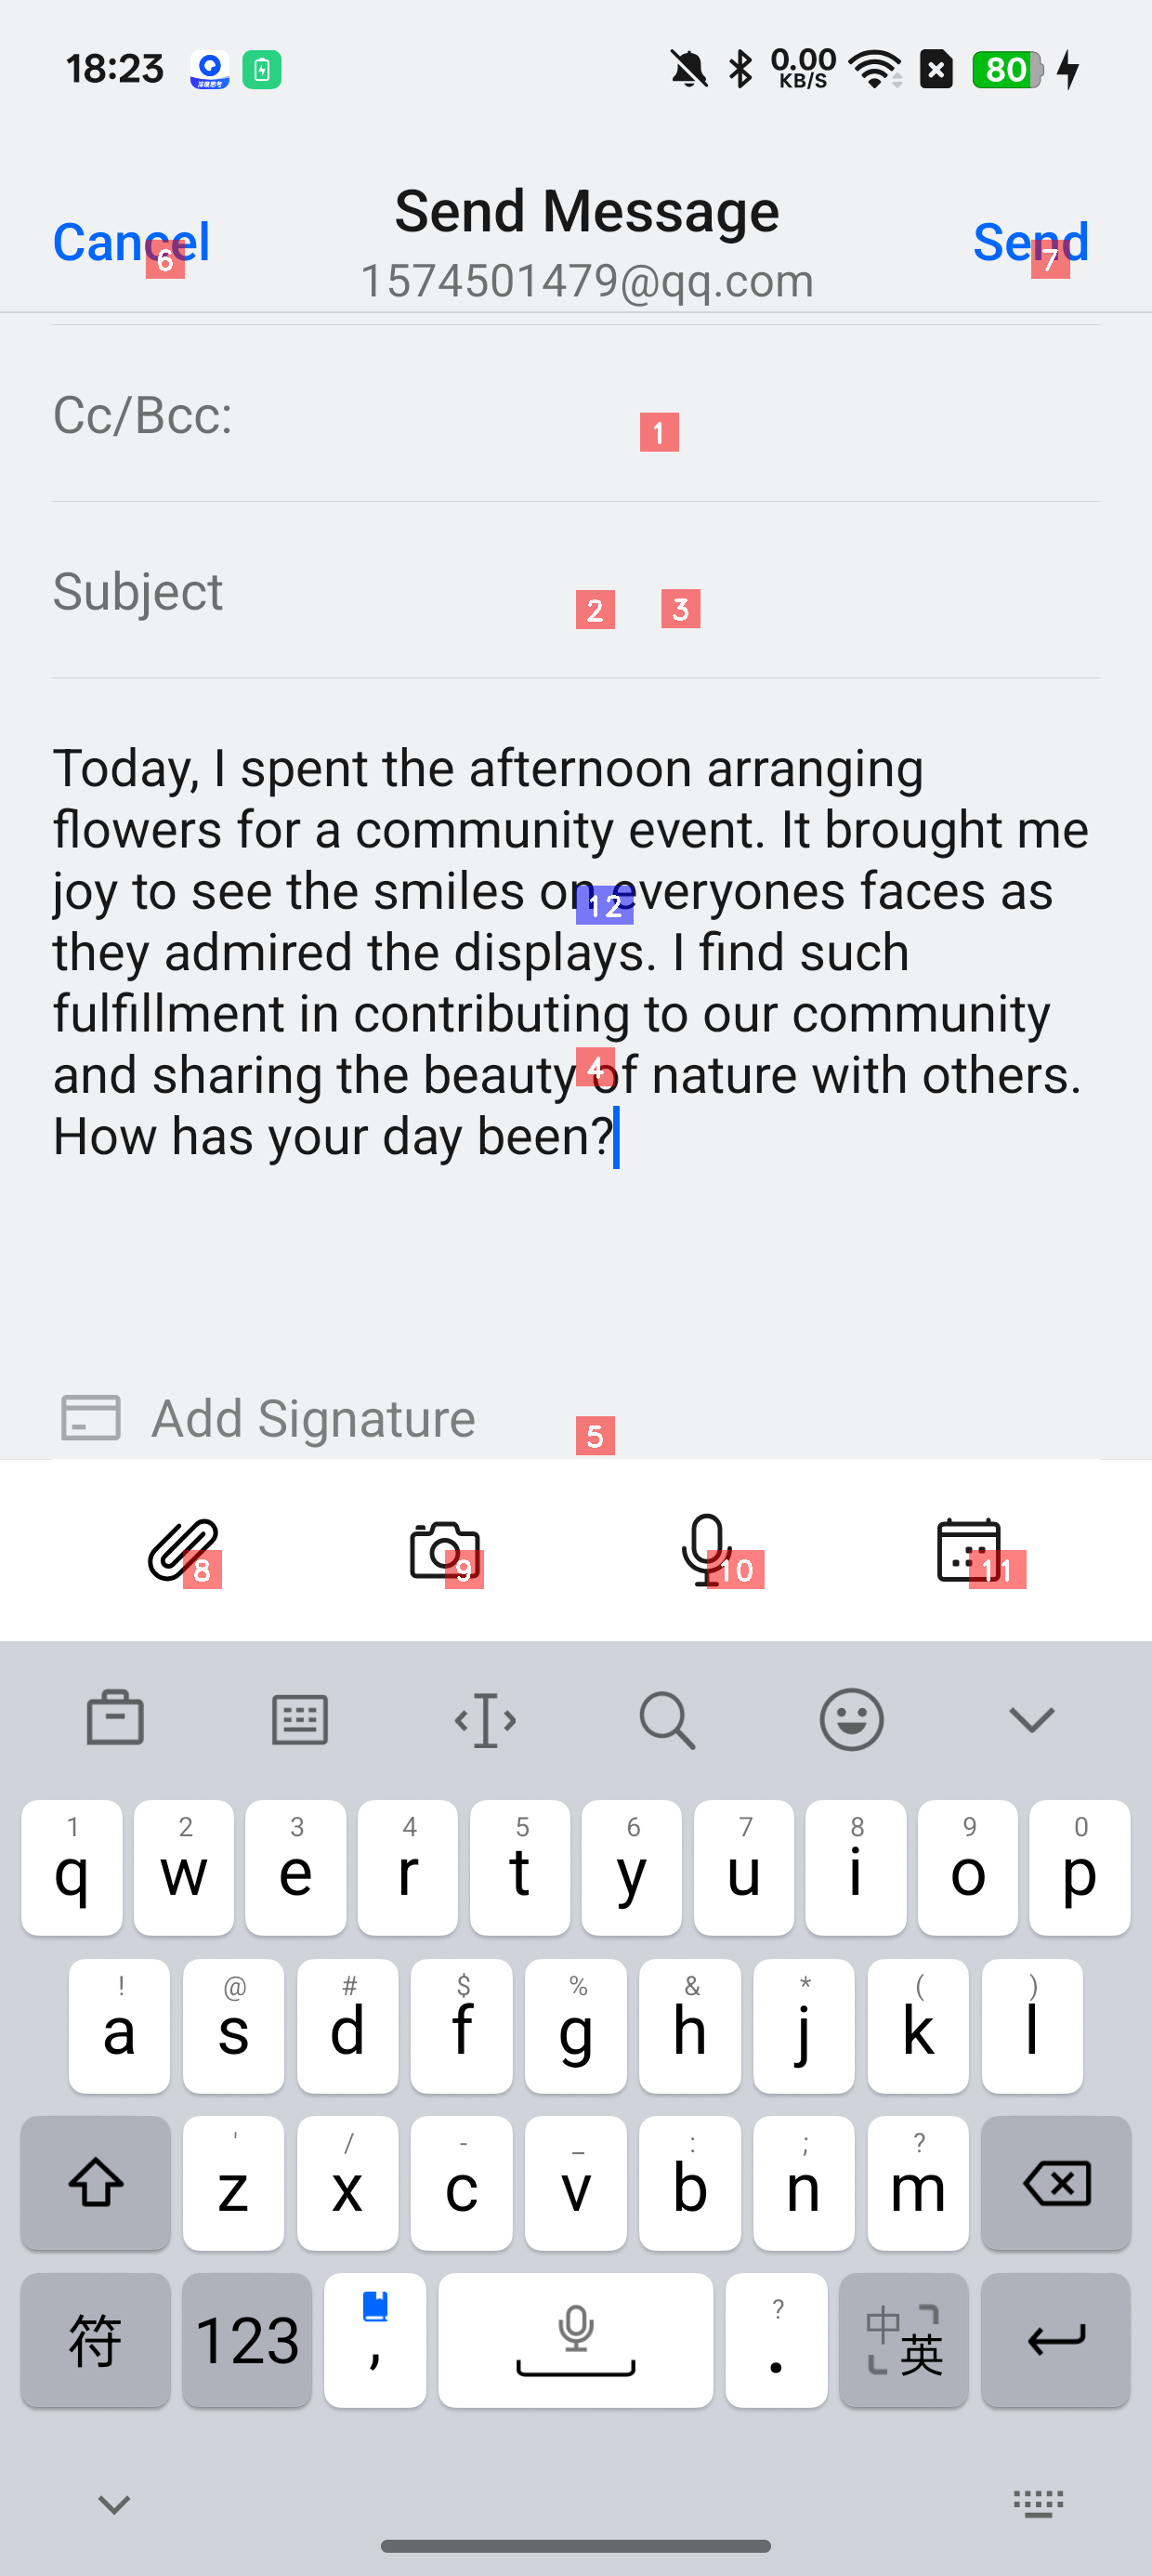 18:23
深度思考
0.00
KB/S
80
Cancel
Send Message
Send
6
7
1574501479@qq.com
Cc/Bcc:
1
Subject
2
3
Today, I spent the afternoon arranging
flowers for a community event. It brought me
joy to see the smiles on everyones faces as
12
they admired the displays. I find such
fulfillment in contributing to our community
and sharing the beauty of nature with others.
4
How has your day been?
Add Signature
5
8
9
10
11
1 2 3 4 5 6 7 8 9 0
q w e r t y u i o p
! @ # $ % & * ( )
a s d f g h j k l
' / - _ : ; ?
z x c v b n m
符 123 , ? . 中 英